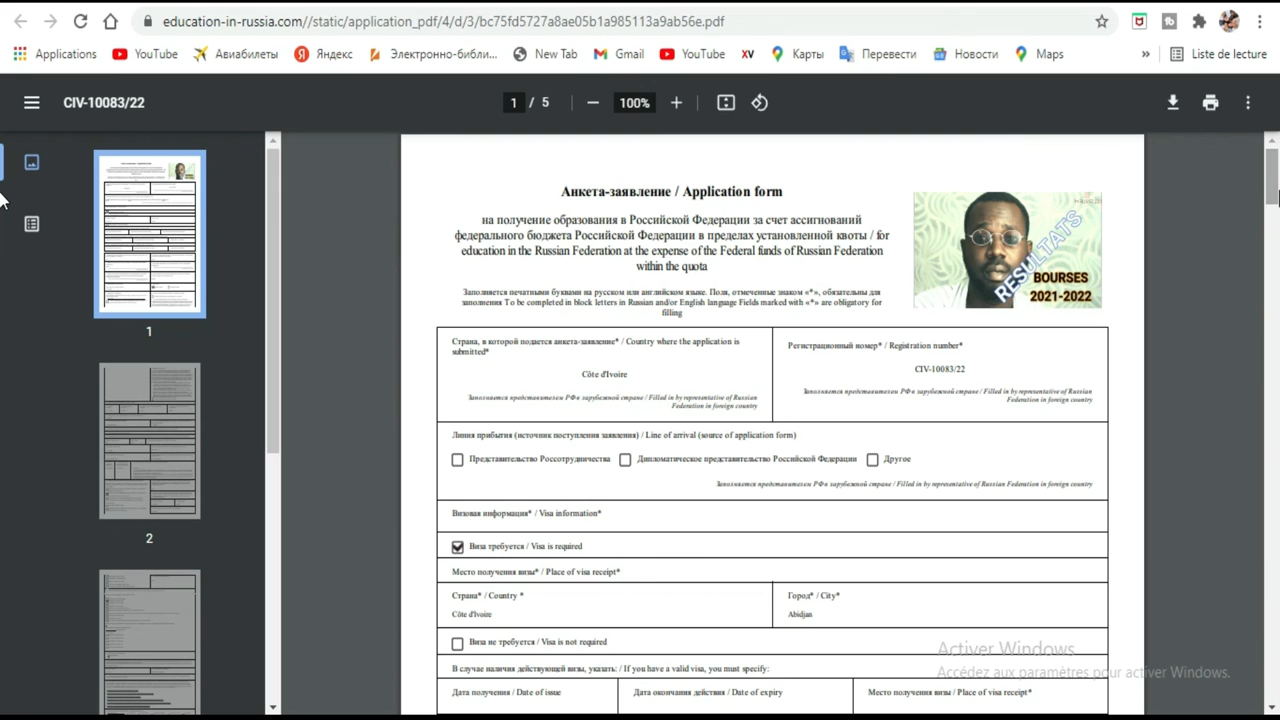 education-in-russia.com//static/application_pdf/4/d/3/bc75fd5727a8ae05b1a985113a9ab56e.pdf
Applications YouTube Авиабилеты Яндекс Электронно-библи... New Tab Gmail YouTube XV Карты Перевести Новости Maps » Liste de lecture
CIV-10083/22 1 / 5 100%
1
2
Анкета-заявление / Application form
на получение образования в Российской Федерации за счет ассигнований
федерального бюджета Российской Федерации в пределах установленной квоты / for
education in the Russian Federation at the expense of the Federal funds of Russian Federation
within the quota
RESULTATS
BOURSES
2021-2022
Заполняется печатными буквами на русском или английском языке. Поля, отмеченные знаком «*», обязательны для
заполнения To be completed in block letters in Russian and/or English language Fields marked with «*» are obligatory for
filling
Страна, в которой подается анкета-заявление* / Country where the application is
submitted*
Côte d'Ivoire
Заполняется представителем РФ в зарубежной стране / Filled in by representative of Russian
Federation in foreign country
Регистрационный номер* / Registration number*
CIV-10083/22
Заполняется представителем РФ в зарубежной стране / Filled in by representative of Russian
Federation in foreign country
Линия прибытия (источник поступления заявления) / Line of arrival (source of application form)
Представительство Россотрудничества Дипломатическое представительство Российской Федерации Другое
Заполняется представителем РФ в зарубежной стране / Filled in by representative of Russian Federation in foreign country
Визовая информация* / Visa information*
Виза требуется / Visa is required
Место получения визы* / Place of visa receipt*
Страна* / Country *
Côte d'Ivoire
Город* / City*
Abidjan
Виза не требуется / Visa is not required
В случае наличия действующей визы, указать: / If you have a valid visa, you must specify:
Дата получения / Date of issue
Дата окончания действия / Date of expiry
Место получения визы / Place of visa receipt*
Activer Windows
Accédez aux paramètres pour activer Windows.